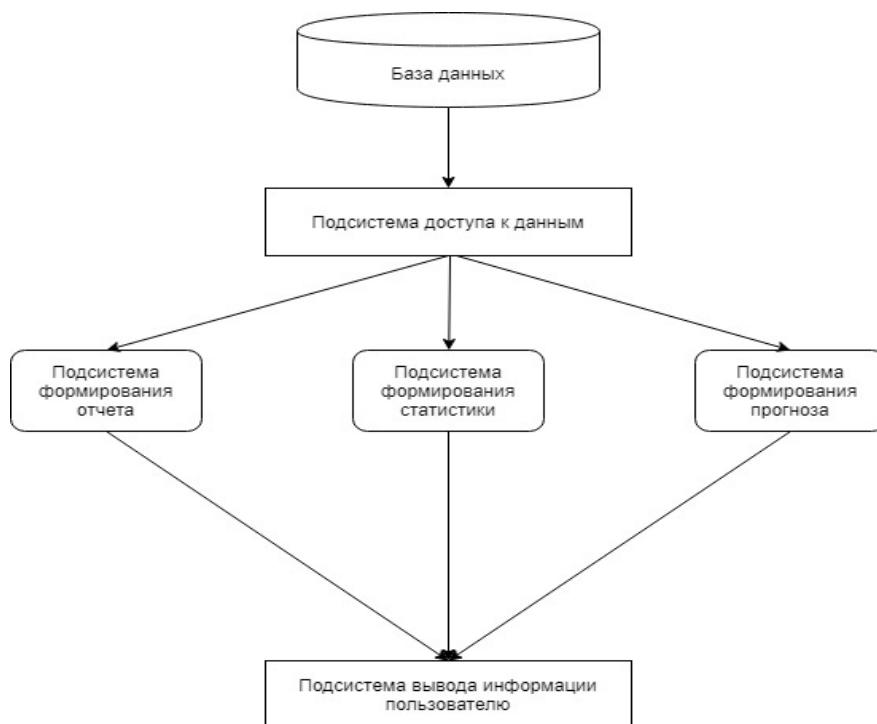 База данных
Подсистема доступа к данным
Подсистема
формирования
отчета
Подсистема
формирования
статистики
Подсистема
формирования
прогноза
Подсистема вывода информации
пользователю